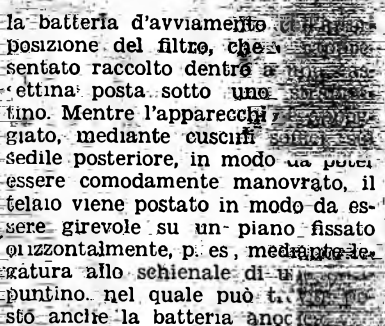 la batteria d'avviamento
posizione del filtro, che
sentato raccolto dentro
posta sotto uno
tino. Mentre l'apparecchi
giato, mediante cuscini
sedile posteriore, in modo da poter
essere comodamente manovrato, il
telaio viene postato in modo da es-
sere girevole su un piano fissato
orizzontalmente, p. es, mediante le-
gatura allo schienale di
puntino. nel quale può
sto anche la batteria